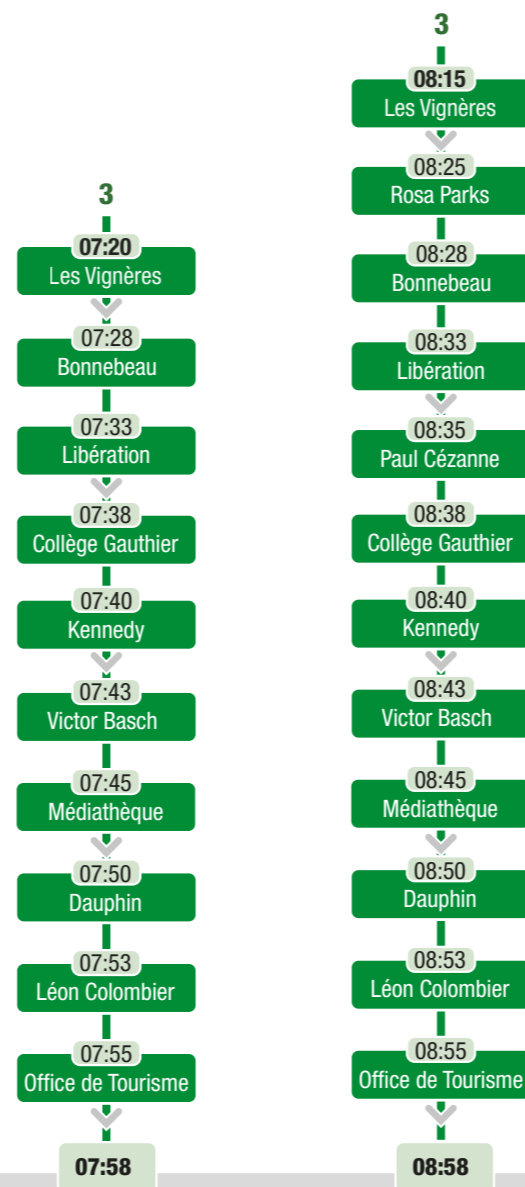 3
07:20
Les Vignères
07:28
Bonnebeau
07:33
Libération
07:38
Collège Gauthier
07:40
Kennedy
07:43
Victor Basch
07:45
Médiathèque
07:50
Dauphin
07:53
Léon Colombier
07:55
Office de Tourisme
07:58
3
08:15
Les Vignères
08:25
Rosa Parks
08:28
Bonnebeau
08:33
Libération
08:35
Paul Cézanne
08:38
Collège Gauthier
08:40
Kennedy
08:43
Victor Basch
08:45
Médiathèque
08:50
Dauphin
08:53
Léon Colombier
08:55
Office de Tourisme
08:58